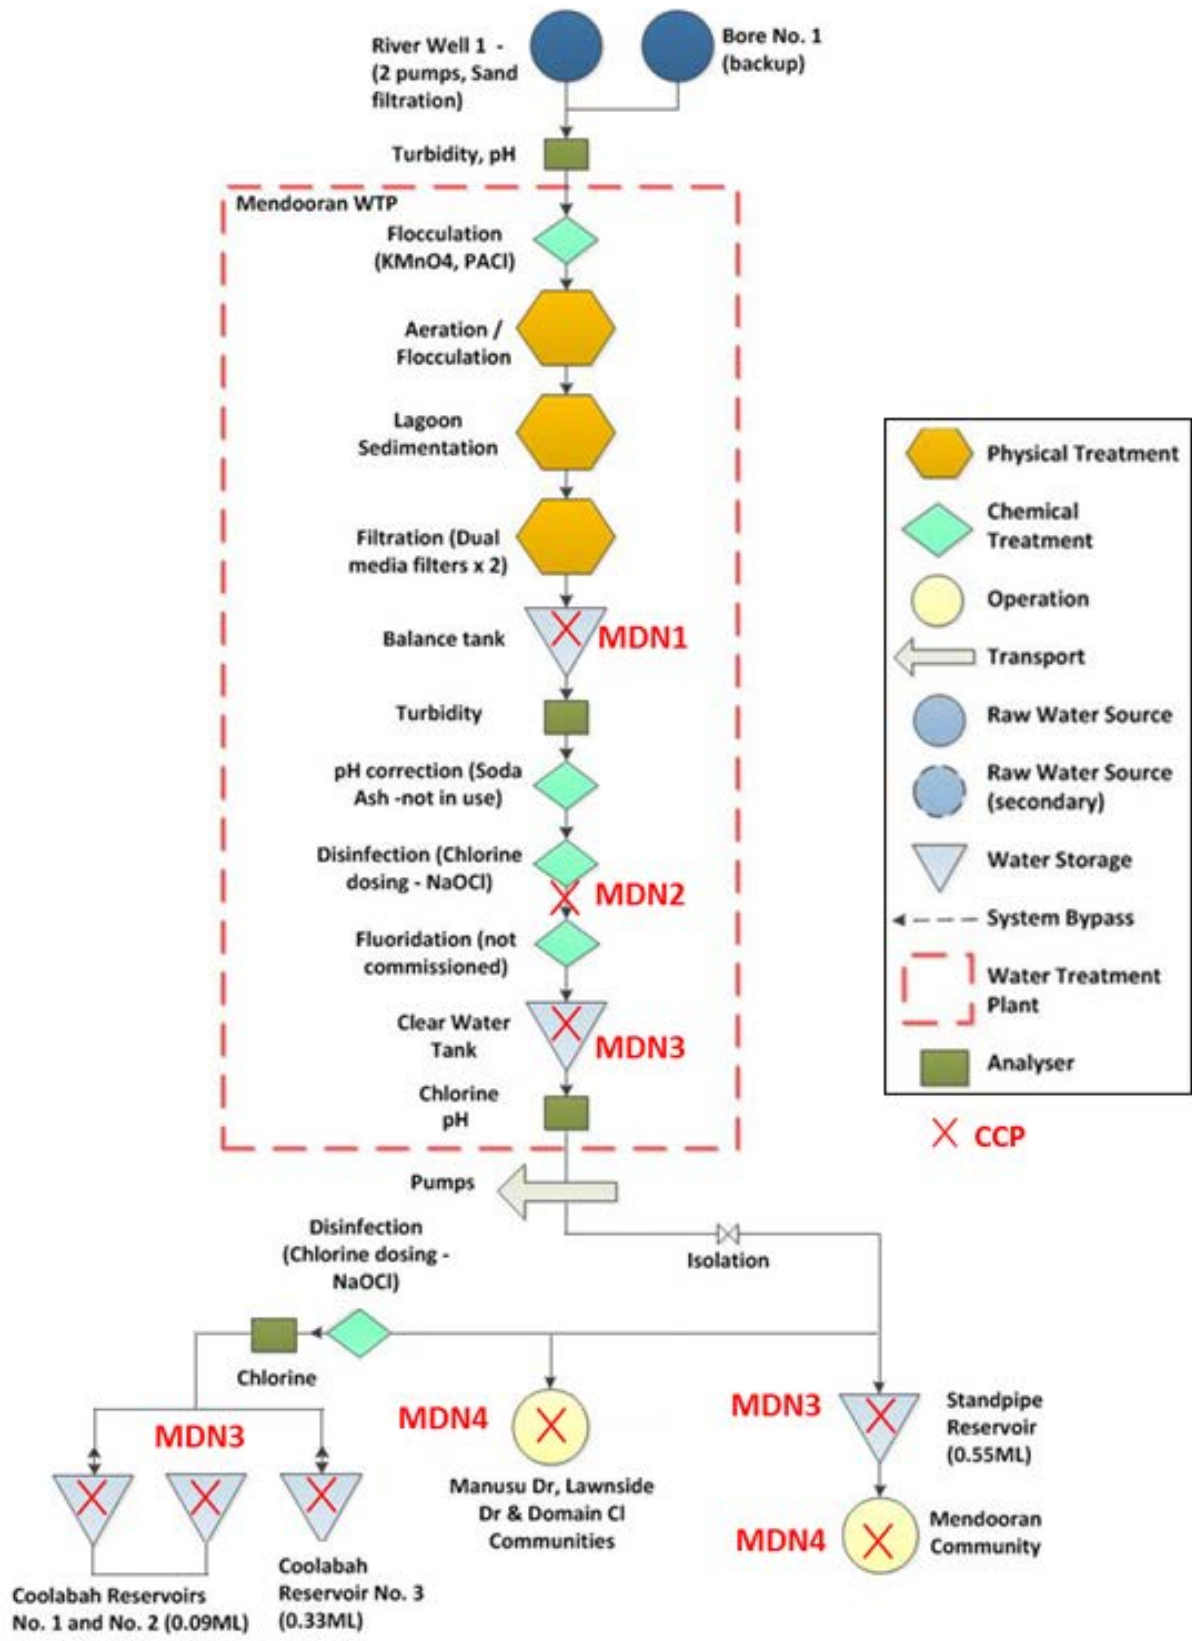 River Well 1 -
(2 pumps, Sand
filtration)
Bore No. 1
(backup)
Turbidity, pH
Mendooran WTP
Flocculation
(KMnO4, PACl)
Aeration /
Flocculation
Lagoon
Sedimentation
Filtration (Dual
media filters x 2)
Balance tank
MDN1
Turbidity
pH correction (Soda
Ash -not in use)
Disinfection (Chlorine
dosing - NaOCl)
MDN2
Fluoridation (not
commissioned)
Clear Water
Tank
MDN3
Chlorine
pH
Physical Treatment
Chemical
Treatment
Operation
Transport
Raw Water Source
Raw Water Source
(secondary)
Water Storage
System Bypass
Water Treatment
Plant
Analyser
CCP
Pumps
Isolation
Disinfection
(Chlorine dosing -
NaOCl)
Chlorine
MDN3
MDN4
Manusu Dr, Lawnside
Dr & Domain Cl
Communities
MDN3
Standpipe
Reservoir
(0.55ML)
MDN4
Mendooran
Community
Coolabah Reservoirs
No. 1 and No. 2 (0.09ML)
Coolabah
Reservoir No. 3
(0.33ML)